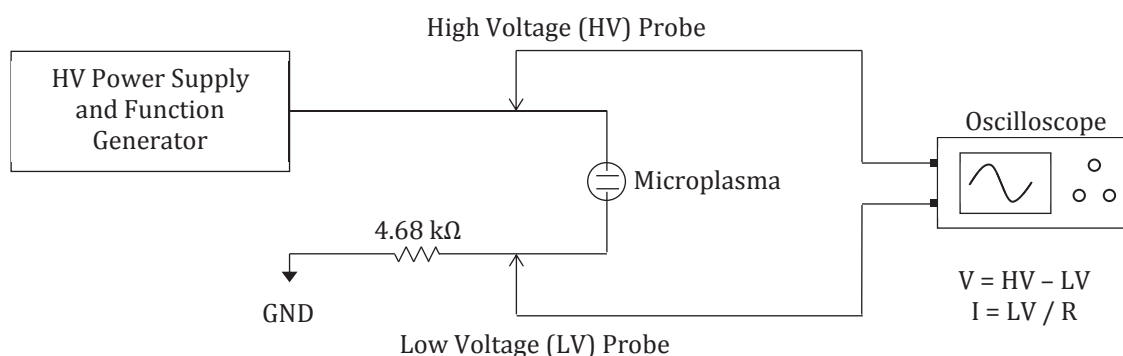 High Voltage (HV) Probe
HV Power Supply
and Function
Generator
Oscilloscope
Microplasma
4.68 kΩ
GND
V = HV – LV
I = LV / R
Low Voltage (LV) Probe